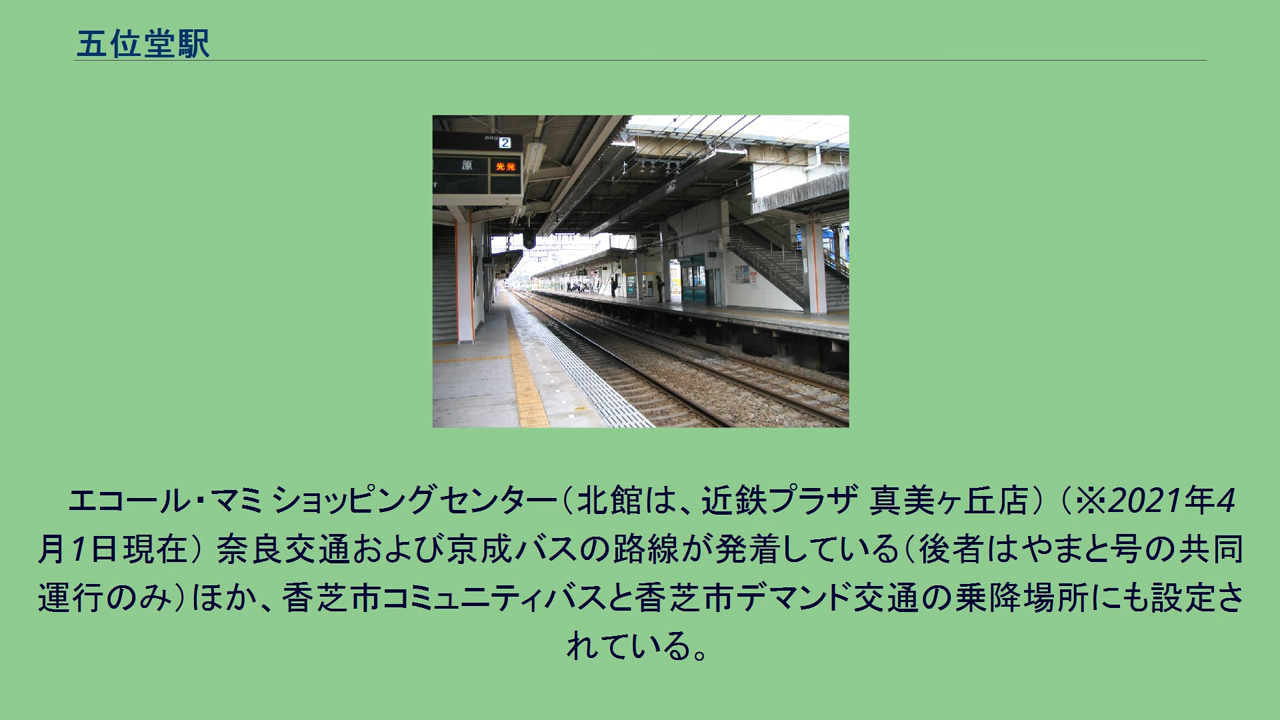 五位堂駅
2
原
先発
エコール・マミ ショッピングセンター（北館は、近鉄プラザ 真美ヶ丘店）（※2021年4
月1日現在） 奈良交通および京成バスの路線が発着している（後者はやまと号の共同
運行のみ）ほか、香芝市コミュニティバスと香芝市デマンド交通の乗降場所にも設定さ
れている。